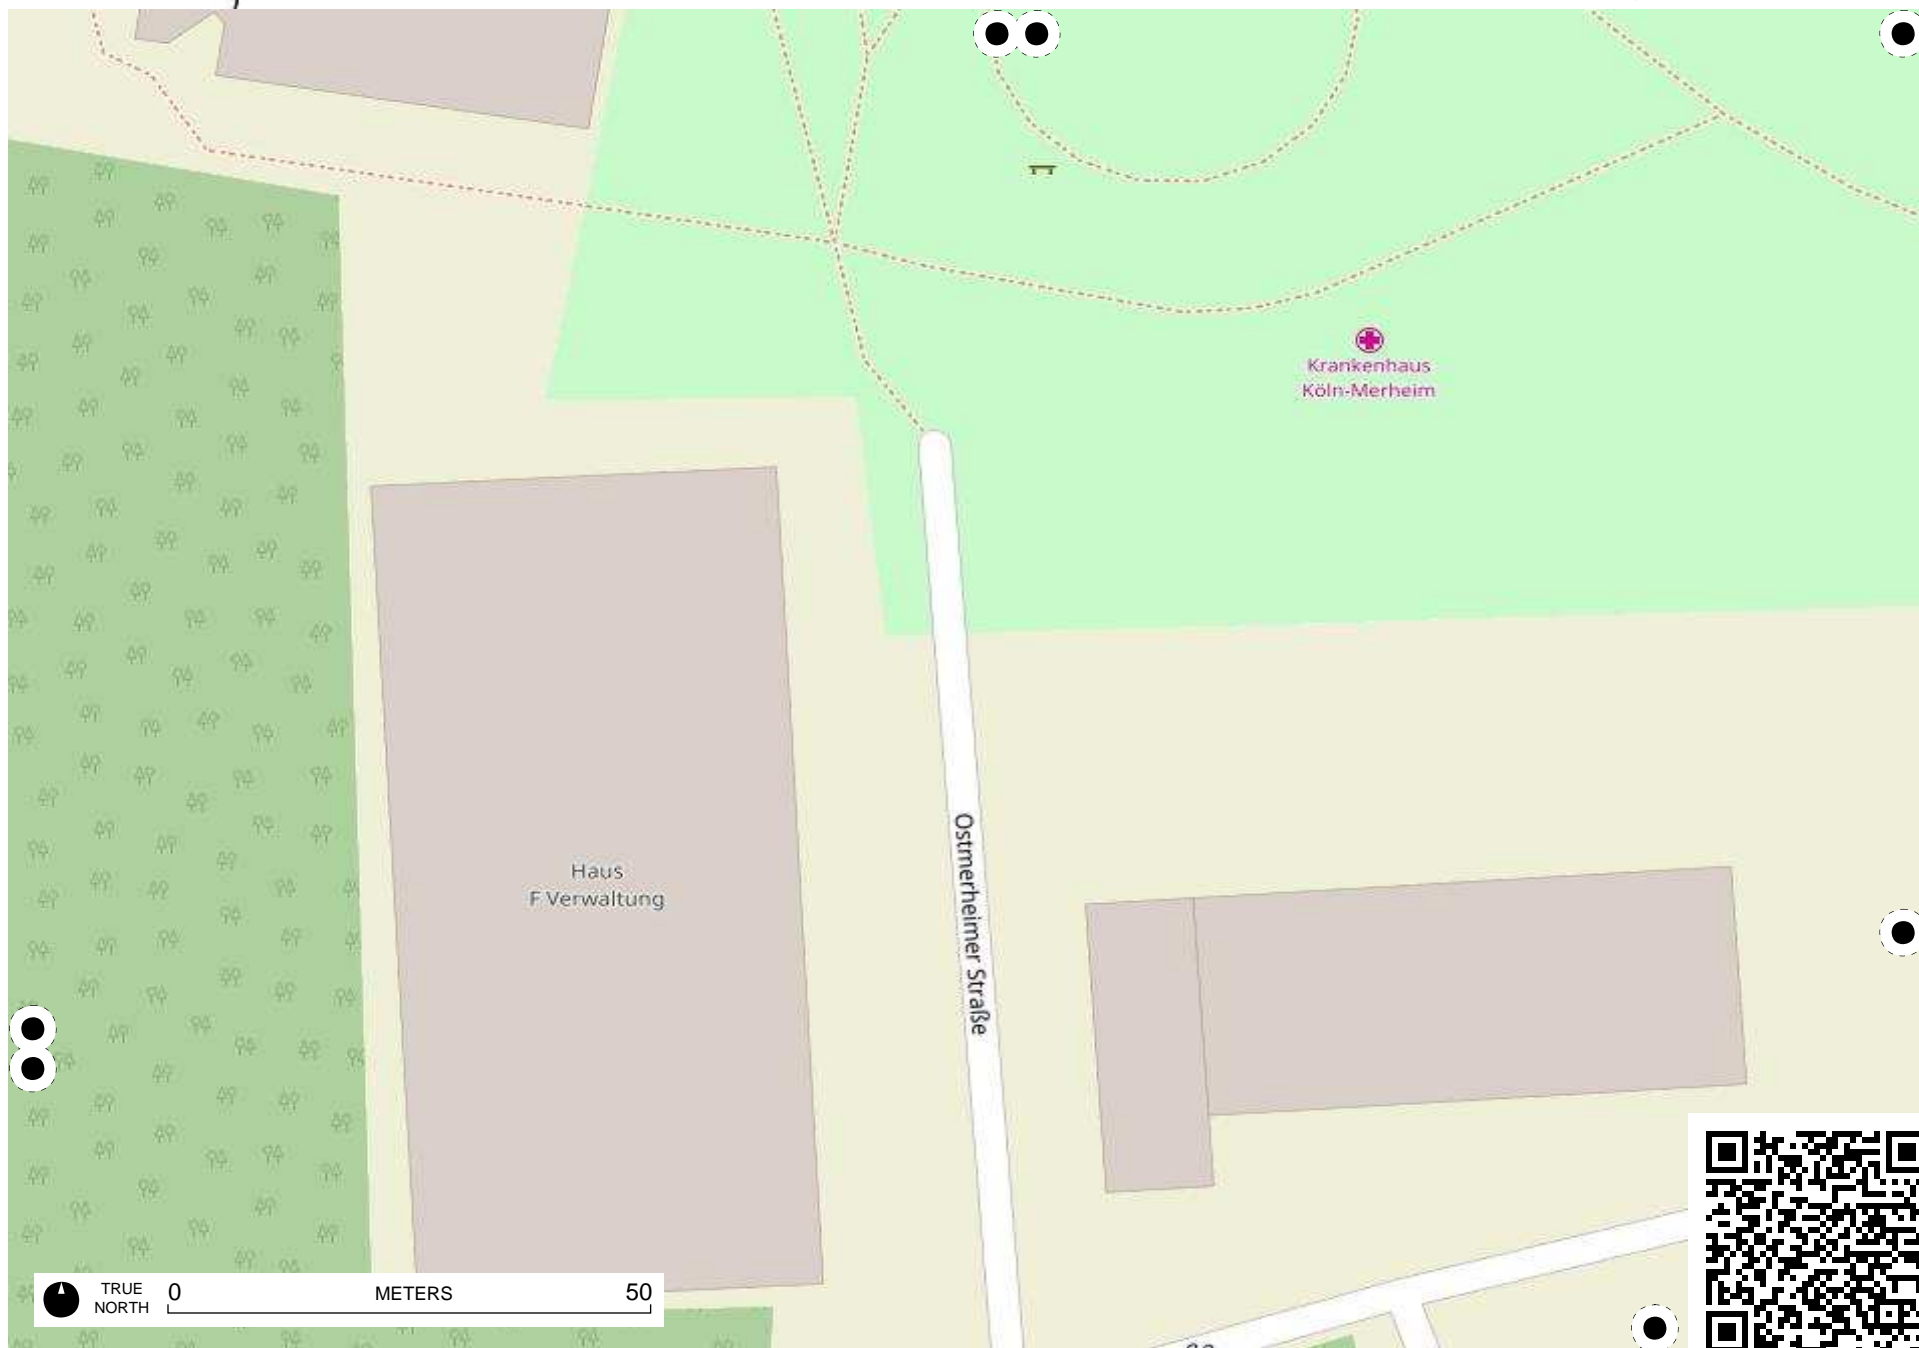 Krankenhaus
Köln-Merheim
Ostmerheimer Straße
Haus
F Verwaltung
TRUE
NORTH
0 METERS 50